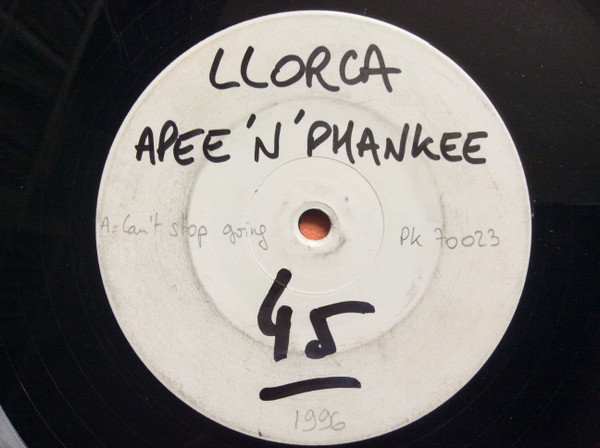 LLORCA
APEE 'N' PHANKEE
A= Can't stop going PK 70023
45
1996